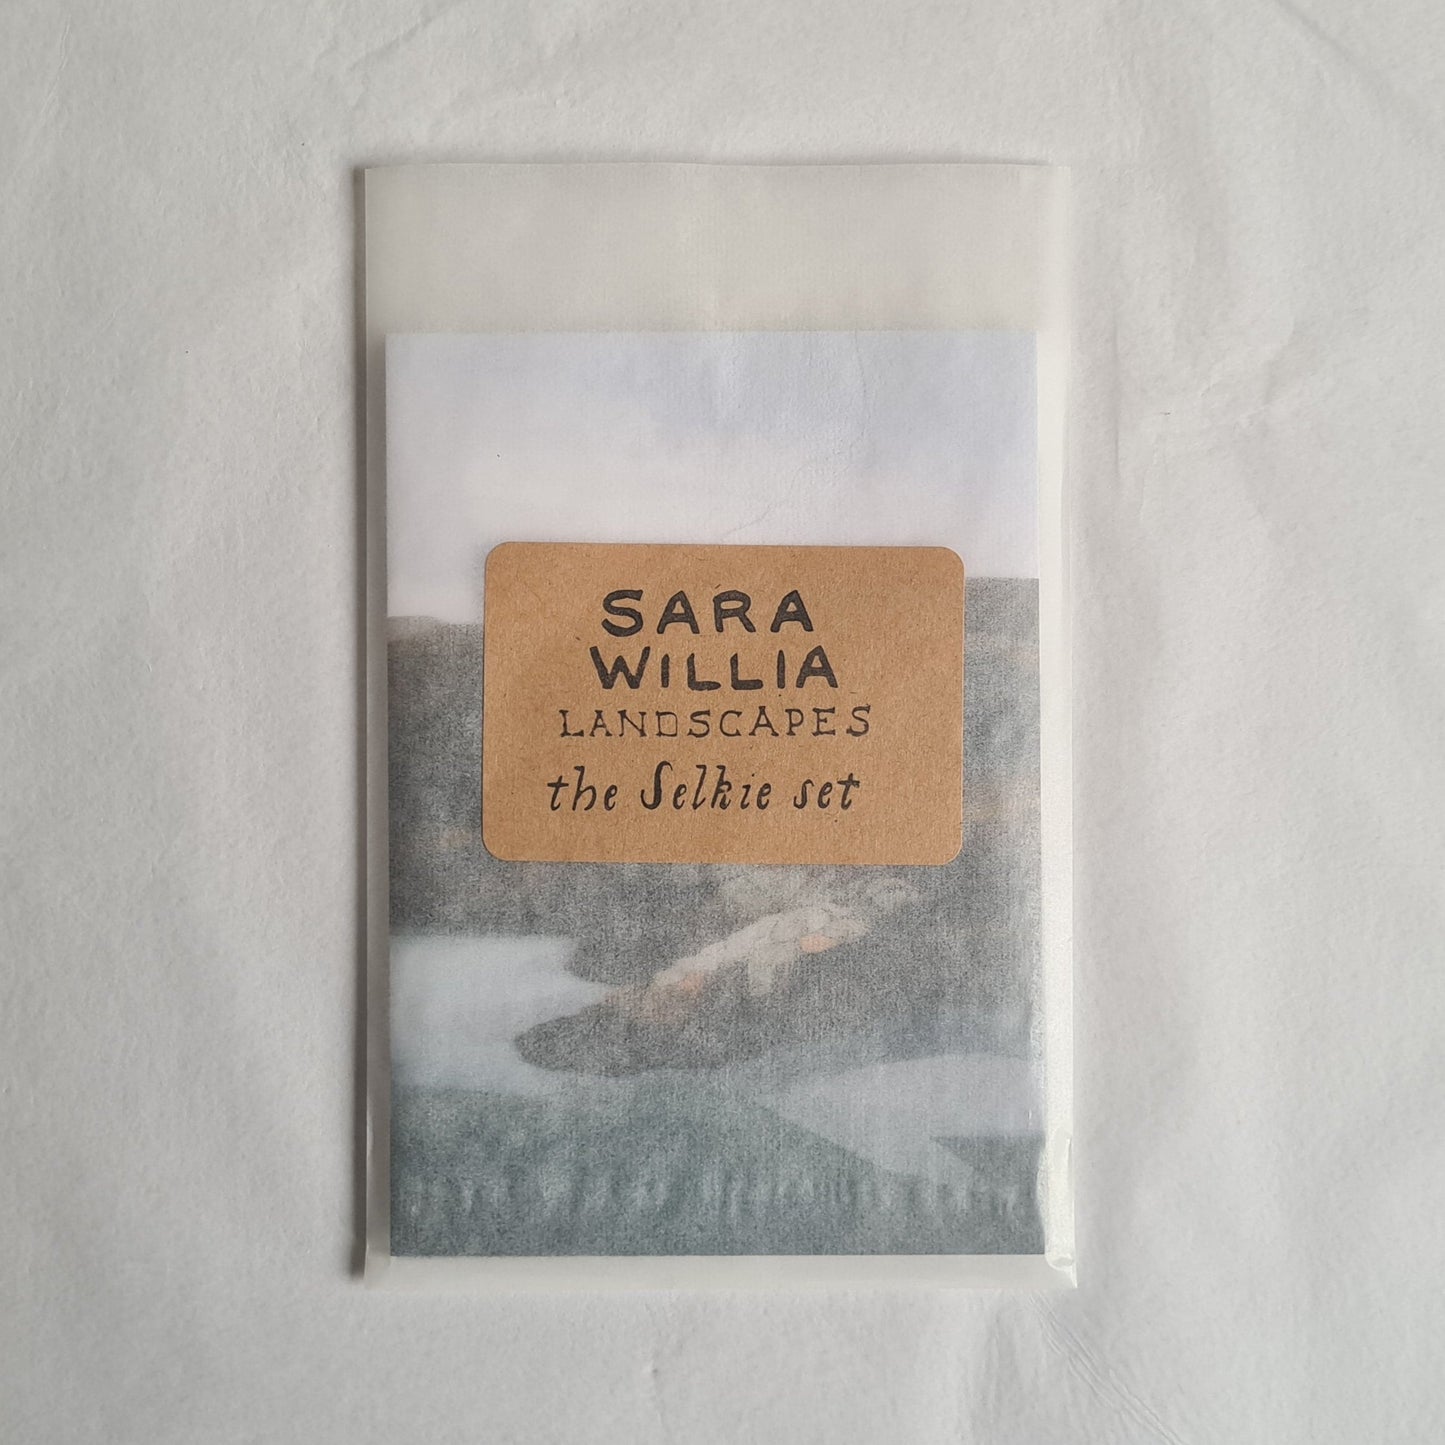 SARA
WILLIA
LANDSCAPES
the Selkie set